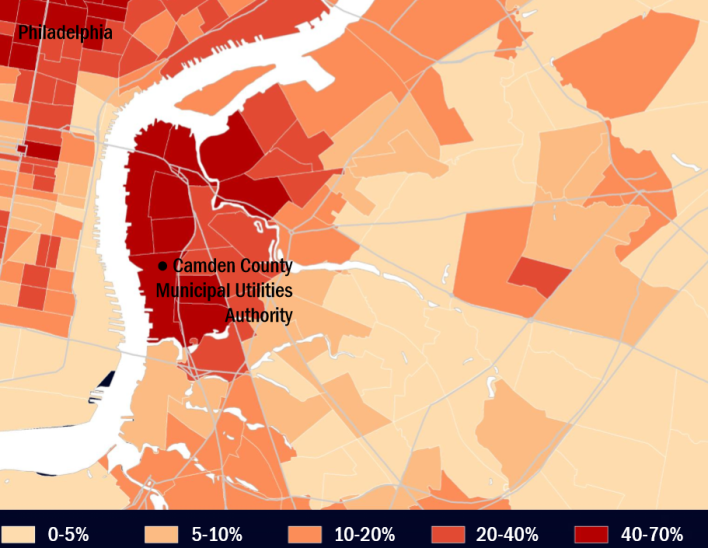 Philadelphia
Camden County
Municipal Utilities
Authority
0-5%
5-10%
10-20%
20-40%
40-70%